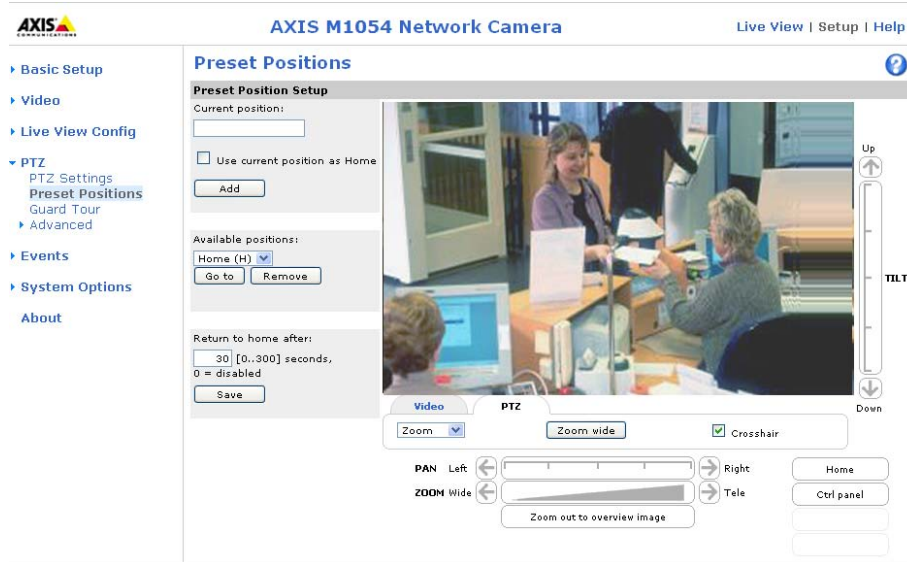 AXIS
COMMUNICATIONS
AXIS M1054 Network Camera
Live View | Setup | Help
Basic Setup
Video
Live View Config
PTZ
PTZ Settings
Preset Positions
Guard Tour
Advanced
Events
System Options
About
Preset Positions
?
Preset Position Setup
Current position:
Use current position as Home
Add
Available positions:
Home (H)
Go to
Remove
Return to home after:
30 [0..300] seconds,
0 = disabled
Save
Up
TILT
Down
Video
PTZ
Zoom
Zoom wide
Crosshair
PAN Left
Right
ZOOM Wide
Tele
Zoom out to overview image
Home
Ctrl panel